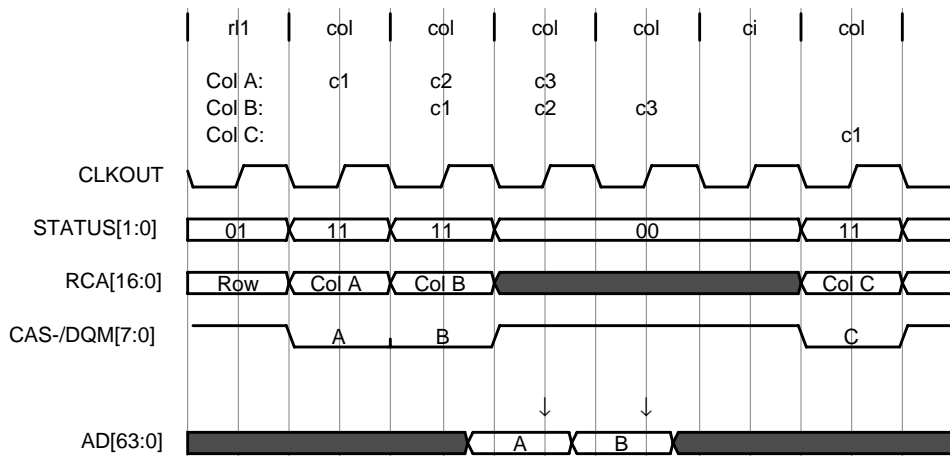 rl1 col col col col ci col
Col A: c1 c2 c3
Col B: c1 c2 c3
Col C: c1
CLKOUT
STATUS[1:0] 01 11 11 00 11
RCA[16:0] Row Col A Col B Col C
CAS-/DQM[7:0] A B C
AD[63:0] A B